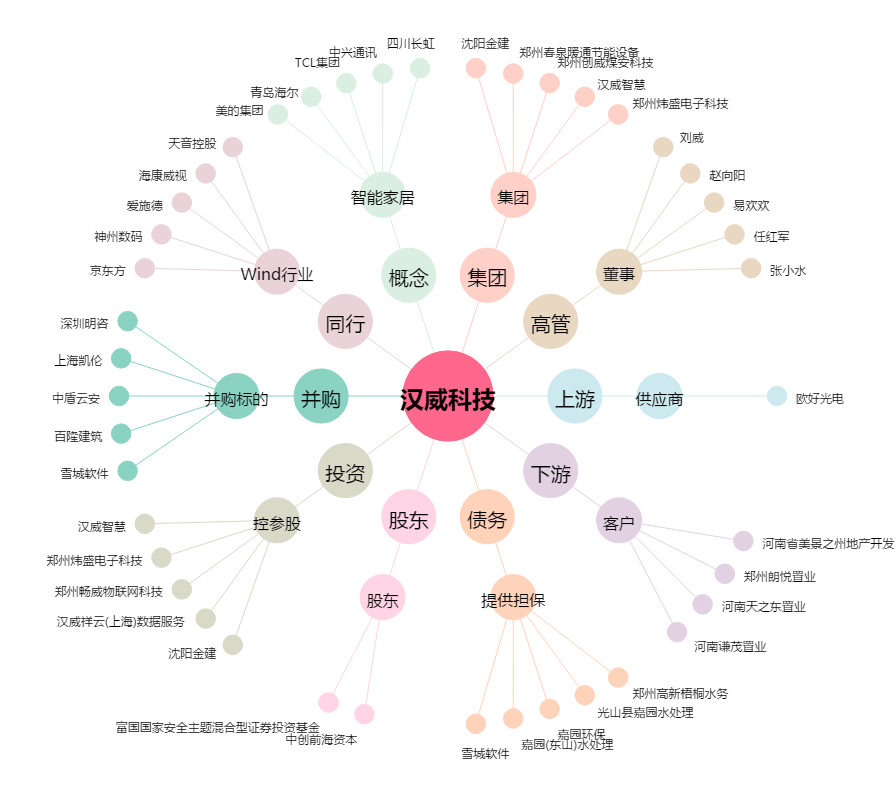 四川长虹
沈阳金建
中兴通讯
郑州春泉暖通节能设备
TCL集团
郑州创威煤安科技
青岛海尔
汉威智慧
美的集团
郑州炜盛电子科技
天音控股
刘威
海康威视
赵向阳
智能家居
集团
爱施德
易欢欢
神州数码
任红军
京东方
Wind行业
概念
集团
董事
张小水
同行
高管
深圳明咨
上海凯伦
中盾云安
并购标的
并购
汉威科技
上游
供应商
欧好光电
百隆建筑
雪城软件
投资
下游
汉威智慧
控参股
股东
债务
客户
河南省美景之州地产开发
郑州炜盛电子科技
郑州朗悦置业
郑州畅威物联网科技
股东
提供担保
河南天之东置业
汉威祥云(上海)数据服务
河南谦茂置业
沈阳金建
郑州高新梧桐水务
光山县嘉园水处理
富国国家安全主题混合型证券投资基金
嘉园环保
中创前海资本
嘉园(东山)水处理
雪城软件